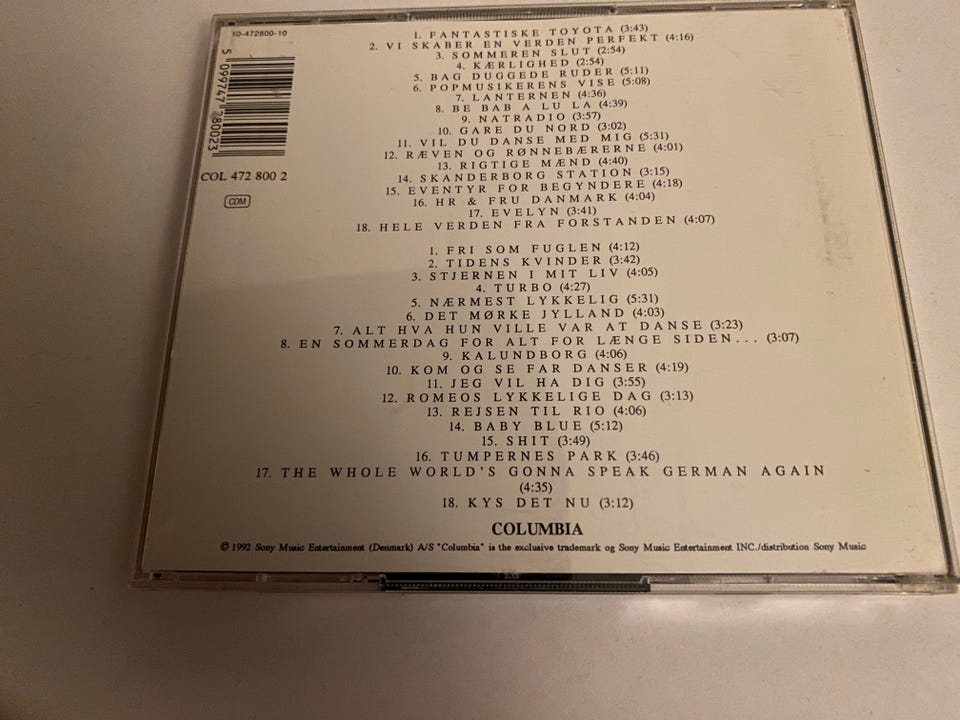 10-472800-10
5 099747 280023
COL 472 800 2
CDM
1. FANTASTISKE TOYOTA (3:43)
2. VI SKABER EN VERDEN PERFEKT (4:16)
3. SOMMEREN SLUT (2:54)
4. KÆRLIGHED (2:54)
5. BAG DUGGEDE RUDER (5:11)
6. POPMUSIKERENS VISE (5:08)
7. LANTERNEN (4:36)
8. BE BAB A LU LA (4:39)
9. NATRADIO (3:57)
10. GARE DU NORD (3:02)
11. VIL DU DANSE MED MIG (5:31)
12. RÆVEN OG RØNNEBÆRERNE (4:01)
13. RIGTIGE MÆND (4:40)
14. SKANDERBORG STATION (3:15)
15. EVENTYR FOR BEGYNDERE (4:18)
16. HR & FRU DANMARK (4:04)
17. EVELYN (3:41)
18. HELE VERDEN FRA FORSTANDEN (4:07)
1. FRI SOM FUGLEN (4:12)
2. TIDENS KVINDER (3:42)
3. STJERNEN I MIT LIV (4:05)
4. TURBO (4:27)
5. NÆRMEST LYKKELIG (5:31)
6. DET MØRKE JYLLAND (4:03)
7. ALT HVA HUN VILLE VAR AT DANSE (3:23)
8. EN SOMMERDAG FOR ALT FOR LÆNGE SIDEN... (3:07)
9. KALUNDBORG (4:06)
10. KOM OG SE FAR DANSER (4:19)
11. JEG VIL HA DIG (3:55)
12. ROMEOS LYKKELIGE DAG (3:13)
13. REJSEN TIL RIO (4:06)
14. BABY BLUE (5:12)
15. SHIT (3:49)
16. TUMPERNES PARK (3:46)
17. THE WHOLE WORLD'S GONNA SPEAK GERMAN AGAIN
(4:35)
18. KYS DET NU (3:12)
COLUMBIA
© 1992 Sony Music Entertainment (Denmark) A/S "Columbia" is the exclusive trademark og Sony Music Entertainment INC./distribution Sony Music